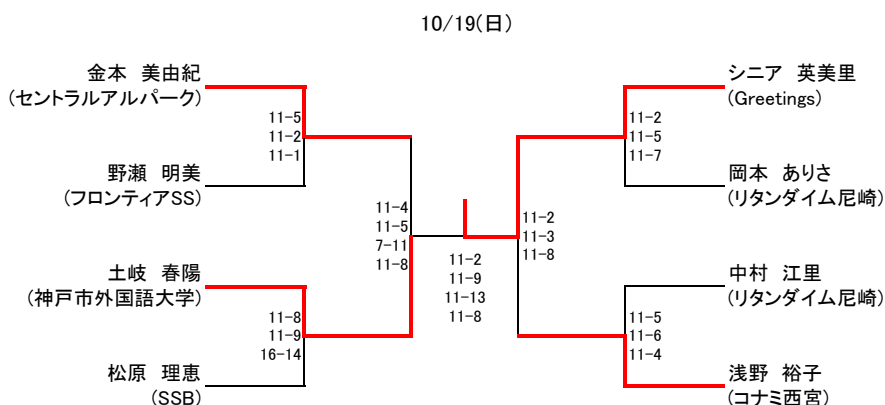 10/19(日)
金本 美由紀
(セントラルアルパーク)
11-5
11-2
11-1
野瀬 明美
(フロンティアSS)
11-4
11-5
7-11
11-8
土岐 春陽
(神戸市外国語大学)
11-8
11-9
16-14
松原 理恵
(SSB)
11-2
11-9
11-13
11-8
シニア 英美里
(Greetings)
11-2
11-5
11-7
岡本 ありさ
(リタンダイム尼崎)
11-2
11-3
11-8
中村 江里
(リタンダイム尼崎)
11-5
11-6
11-4
浅野 裕子
(コナミ西宮)